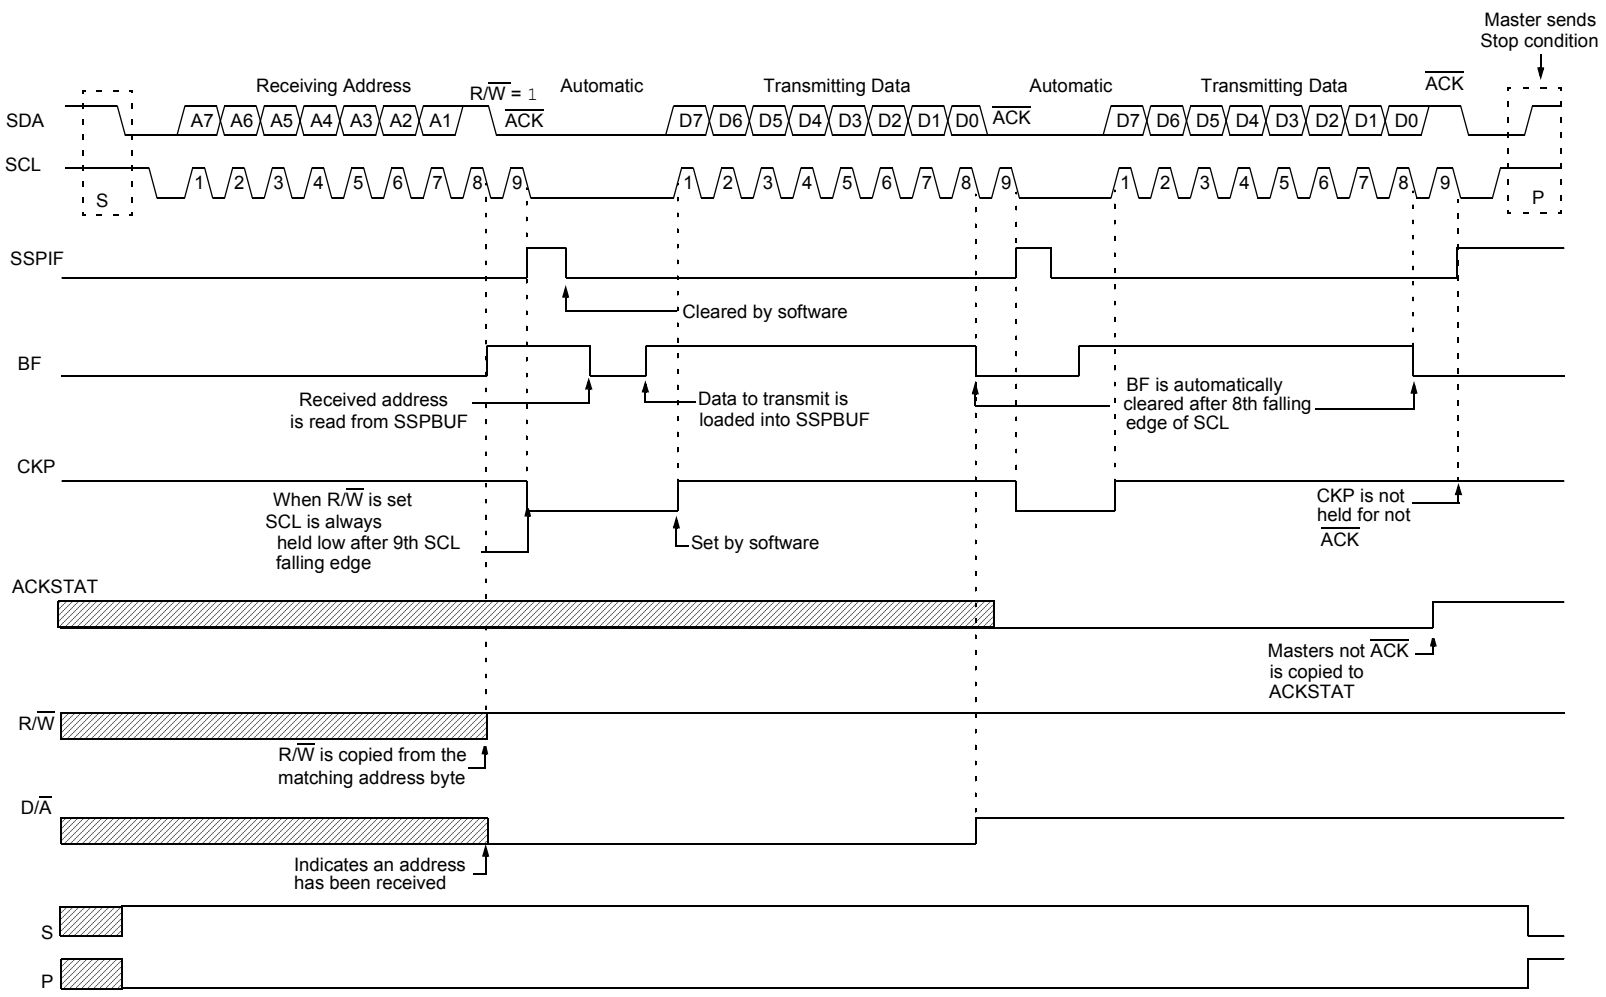 Master sends
Stop condition
Receiving Address
R/W̅ = 1
Automatic
Transmitting Data
Automatic
Transmitting Data
A̅C̅K̅
SDA
A7 A6 A5 A4 A3 A2 A1
A̅C̅K̅
D7 D6 D5 D4 D3 D2 D1 D0
A̅C̅K̅
D7 D6 D5 D4 D3 D2 D1 D0
SCL
S
1 2 3 4 5 6 7 8 9
1 2 3 4 5 6 7 8 9
1 2 3 4 5 6 7 8 9
P
SSPIF
Cleared by software
BF
Received address
is read from SSPBUF
Data to transmit is
loaded into SSPBUF
BF is automatically
cleared after 8th falling
edge of SCL
CKP
When R/W̅ is set
SCL is always
held low after 9th SCL
falling edge
Set by software
CKP is not
held for not
A̅C̅K̅
ACKSTAT
Masters not A̅C̅K̅
is copied to
ACKSTAT
R/W̅
R/W̅ is copied from the
matching address byte
D/A̅
Indicates an address
has been received
S
P